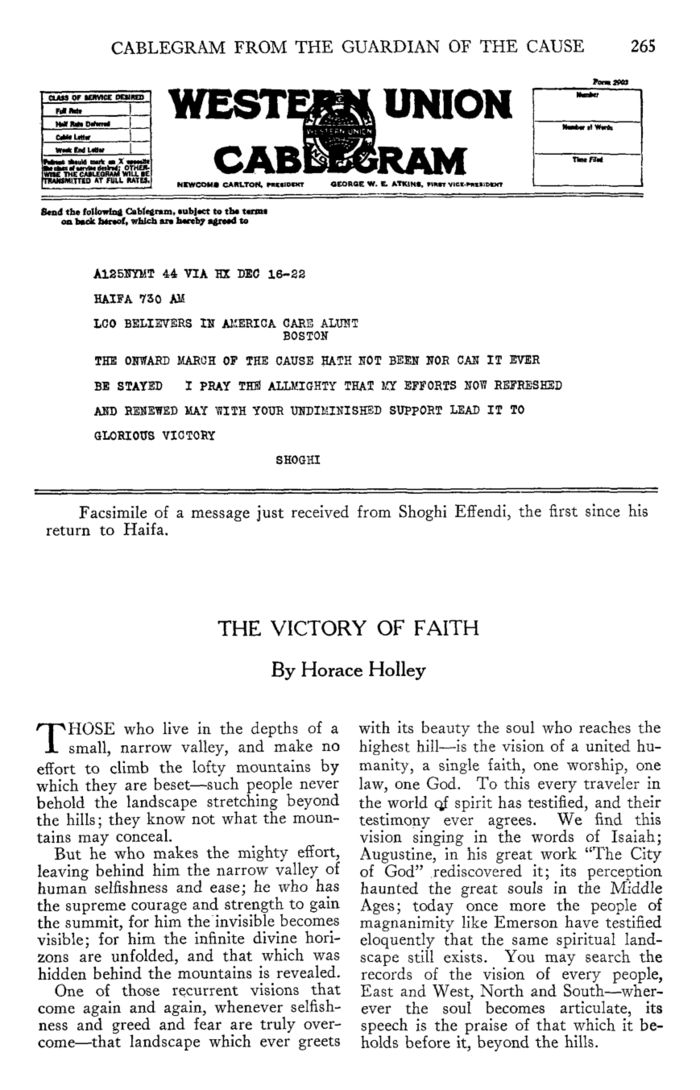 CABLEGRAM FROM THE GUARDIAN OF THE CAUSE 265
Form 2903
CLASS OF SERVICE DESIRED
Full Rate
Half Rate Deferred
Cable Letter
Week End Letter
Patrons should mark an X opposite
the class of service desired; OTHER-
WISE THE CABLEGRAM WILL BE
TRANSMITTED AT FULL RATES.
WESTERN UNION
WESTERN UNION
CABLEGRAM
NEWCOMB CARLTON, PRESIDENT GEORGE W. E. ATKINS, FIRST VICE-PRESIDENT
Number
Number of Words
Time Filed
Send the following Cablegram, subject to the terms
on back hereof, which are hereby agreed to
A125NYMT 44 VIA HX DEC 16-22
HAIFA 730 AM
LCO BELIEVERS IN AMERICA CARE ALUNT
BOSTON
THE ONWARD MARCH OF THE CAUSE HATH NOT BEEN NOR CAN IT EVER
BE STAYED I PRAY THE ALLMIGHTY THAT MY EFFORTS NOW REFRESHED
AND RENEWED MAY WITH YOUR UNDIMINISHED SUPPORT LEAD IT TO
GLORIOUS VICTORY
SHOGHI
Facsimile of a message just received from Shoghi Effendi, the first since his
return to Haifa.
THE VICTORY OF FAITH
By Horace Holley
THOSE who live in the depths of a
small, narrow valley, and make no
effort to climb the lofty mountains by
which they are beset—such people never
behold the landscape stretching beyond
the hills; they know not what the moun-
tains may conceal.
But he who makes the mighty effort,
leaving behind him the narrow valley of
human selfishness and ease; he who has
the supreme courage and strength to gain
the summit, for him the invisible becomes
visible; for him the infinite divine hori-
zons are unfolded, and that which was
hidden behind the mountains is revealed.
One of those recurrent visions that
come again and again, whenever selfish-
ness and greed and fear are truly over-
come—that landscape which ever greets
with its beauty the soul who reaches the
highest hill—is the vision of a united hu-
manity, a single faith, one worship, one
law, one God. To this every traveler in
the world of spirit has testified, and their
testimony ever agrees. We find this
vision singing in the words of Isaiah;
Augustine, in his great work "The City
of God" rediscovered it; its perception
haunted the great souls in the Middle
Ages; today once more the people of
magnanimity like Emerson have testified
eloquently that the same spiritual land-
scape still exists. You may search the
records of the vision of every people,
East and West, North and South—wher-
ever the soul becomes articulate, its
speech is the praise of that which it be-
holds before it, beyond the hills.